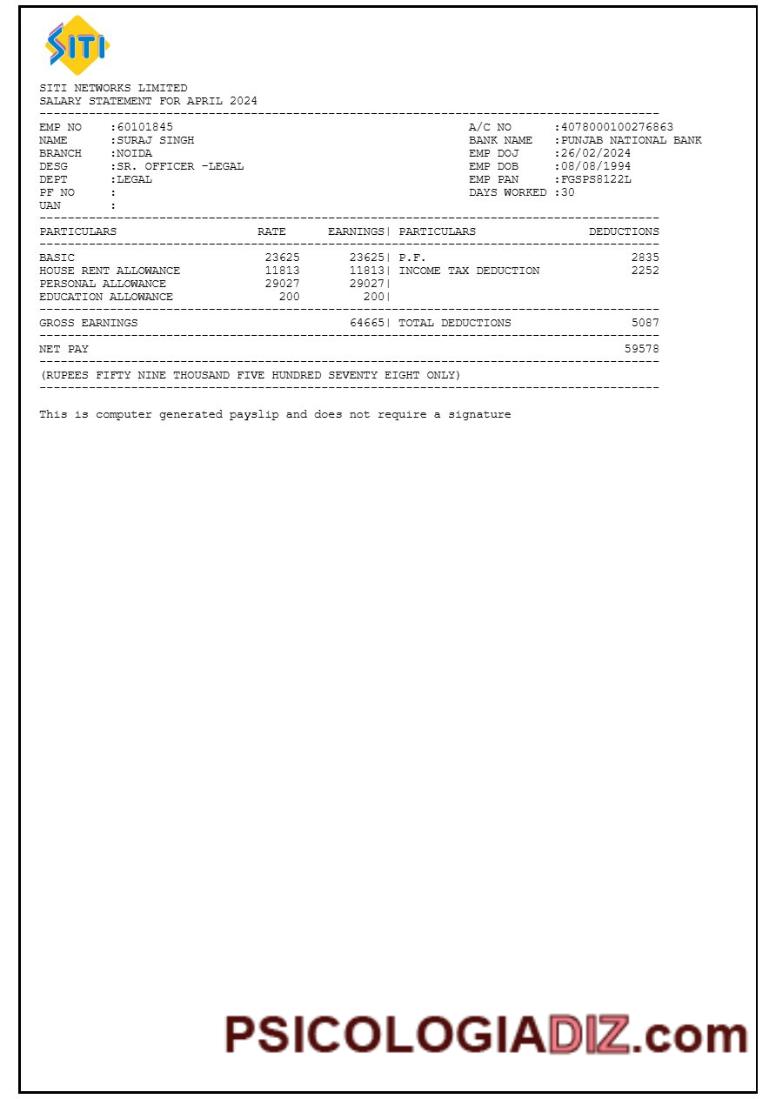 SITI
SITI NETWORKS LIMITED
SALARY STATEMENT FOR APRIL 2024
EMP NO :60101845 A/C NO :4078000100276863
NAME :SURAJ SINGH BANK NAME :PUNJAB NATIONAL BANK
BRANCH :NOIDA EMP DOJ :26/02/2024
DESG :SR. OFFICER -LEGAL EMP DOB :08/08/1994
DEPT :LEGAL EMP PAN :FGSPS8122L
PF NO : DAYS WORKED :30
UAN :
PARTICULARS RATE EARNINGS| PARTICULARS DEDUCTIONS
BASIC 23625 23625| P.F. 2835
HOUSE RENT ALLOWANCE 11813 11813| INCOME TAX DEDUCTION 2252
PERSONAL ALLOWANCE 29027 29027|
EDUCATION ALLOWANCE 200 200|
GROSS EARNINGS 64665| TOTAL DEDUCTIONS 5087
NET PAY 59578
(RUPEES FIFTY NINE THOUSAND FIVE HUNDRED SEVENTY EIGHT ONLY)
This is computer generated payslip and does not require a signature
PSICOLOGIADIZ.com